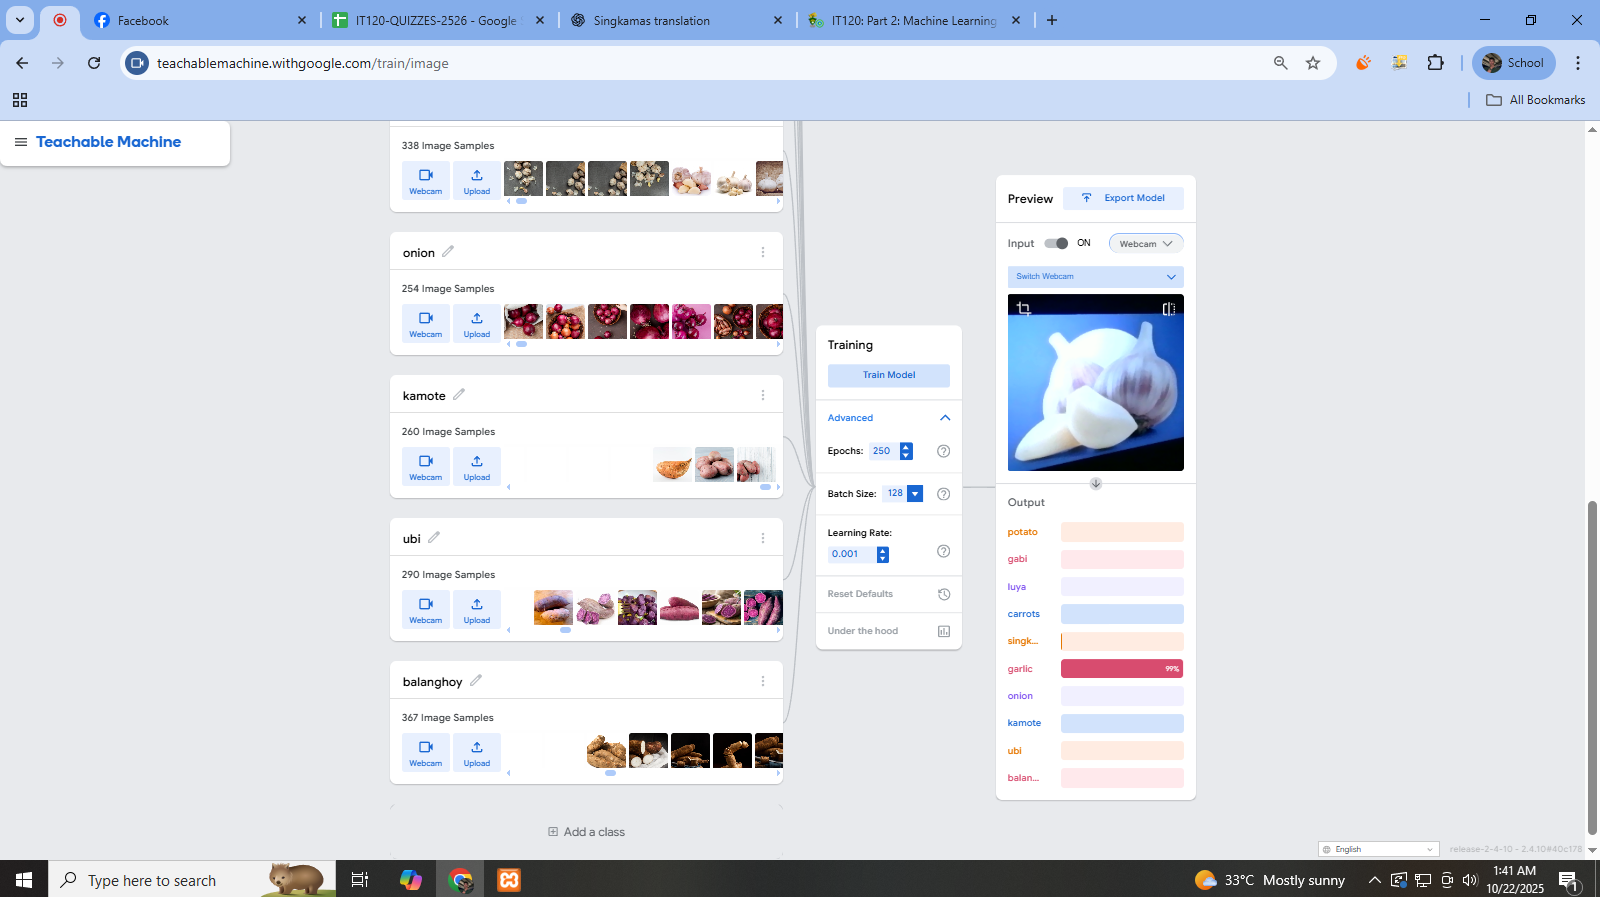 Facebook
IT120-QUIZZES-2526 - Google
Singkamas translation
IT120: Part 2: Machine Learning
teachablemachine.withgoogle.com/train/image
School
All Bookmarks
Teachable Machine
338 Image Samples
Webcam
Upload
onion
254 Image Samples
Webcam
Upload
kamote
260 Image Samples
Webcam
Upload
ubi
290 Image Samples
Webcam
Upload
balanghoy
367 Image Samples
Webcam
Upload
Add a class
Training
Train Model
Advanced
Epochs: 250
Batch Size: 128
Learning Rate:
0.001
Reset Defaults
Under the hood
Preview
Export Model
Input
ON
Webcam
Switch Webcam
Output
potato
gabi
luya
carrots
singk...
garlic 99%
onion
kamote
ubi
balan...
English
release-2-4-10 - 2.4.10#40c178
Type here to search
33°C Mostly sunny
1:41 AM
10/22/2025
1